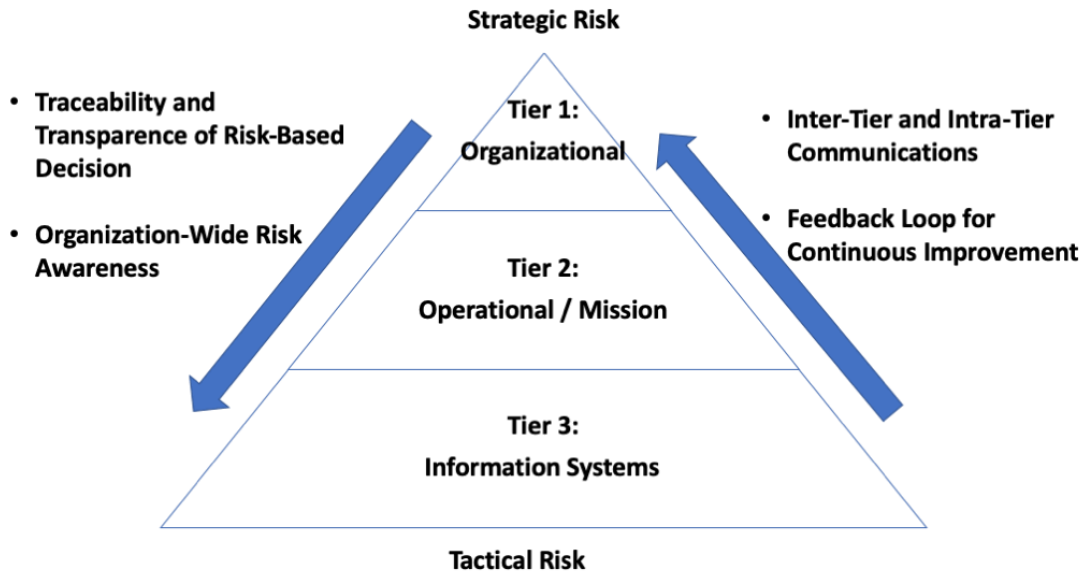 Strategic Risk
• Traceability and
Transparence of Risk-Based
Decision
• Organization-Wide Risk
Awareness
Tier 1:
Organizational
• Inter-Tier and Intra-Tier
Communications
• Feedback Loop for
Continuous Improvement
Tier 2:
Operational / Mission
Tier 3:
Information Systems
Tactical Risk